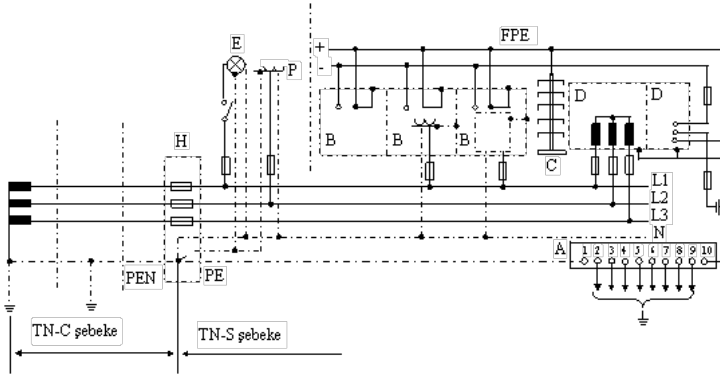 E
P
+
-
FPE
H
B
B
B
C
D
D
L1
L2
L3
N
A
1 2 3 4 5 6 7 8 9 10
PEN
PE
TN-C şebeke
TN-S şebeke